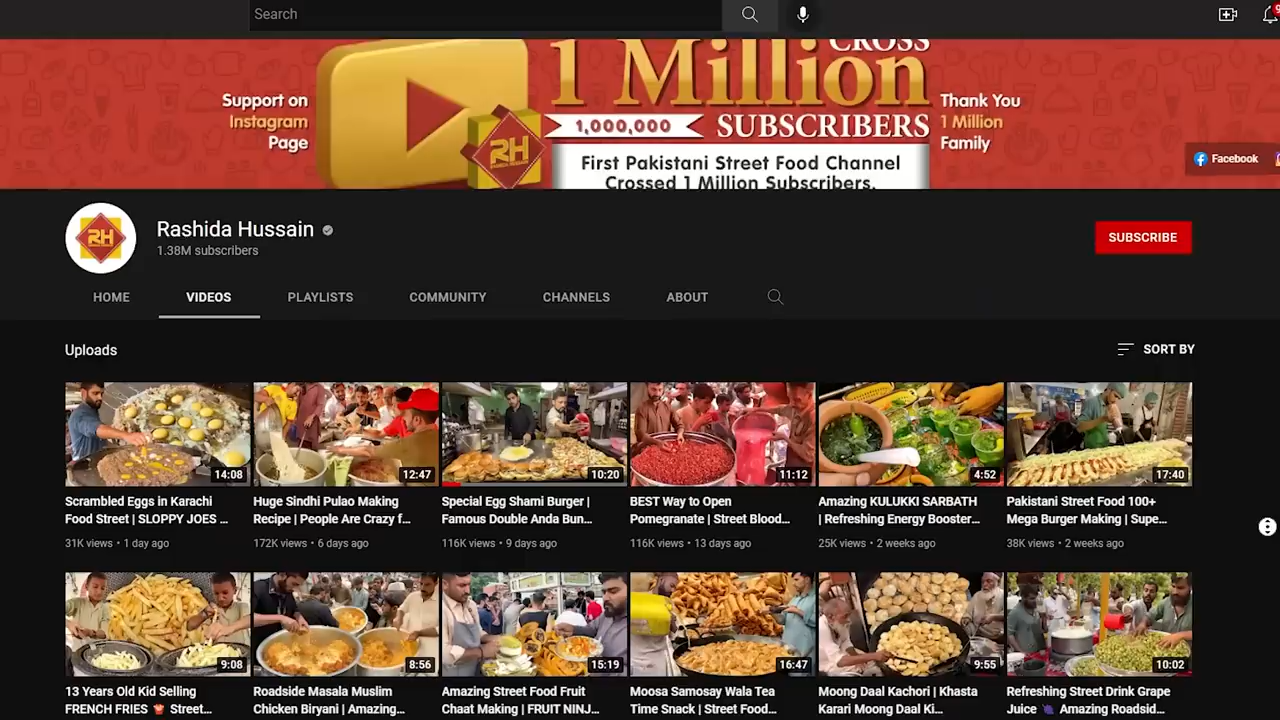 Search
9
Support on
Instagram
Page
CROSS
1 Million
1,000,000
SUBSCRIBERS
First Pakistani Street Food Channel
Crossed 1 Million Subscribers.
Thank You
1 Million
Family
RH
Facebook
RH
Rashida Hussain
1.38M subscribers
SUBSCRIBE
HOME
VIDEOS
PLAYLISTS
COMMUNITY
CHANNELS
ABOUT
Uploads
SORT BY
14:08
12:47
10:20
11:12
4:52
17:40
Scrambled Eggs in Karachi
Food Street | SLOPPY JOES ...
31K views • 1 day ago
Huge Sindhi Pulao Making
Recipe | People Are Crazy f...
172K views • 6 days ago
Special Egg Shami Burger |
Famous Double Anda Bun...
116K views • 9 days ago
BEST Way to Open
Pomegranate | Street Blood...
116K views • 13 days ago
Amazing KULUKKI SARBATH
| Refreshing Energy Booster...
25K views • 2 weeks ago
Pakistani Street Food 100+
Mega Burger Making | Supe...
38K views • 2 weeks ago
9:08
8:56
15:19
16:47
9:55
10:02
13 Years Old Kid Selling
FRENCH FRIES 🍟 Street...
Roadside Masala Muslim
Chicken Biryani | Amazing...
Amazing Street Food Fruit
Chaat Making | FRUIT NINJ...
Moosa Samosay Wala Tea
Time Snack | Street Food...
Moong Daal Kachori | Khasta
Karari Moong Daal Ki...
Refreshing Street Drink Grape
Juice 🍇 Amazing Roadsid...